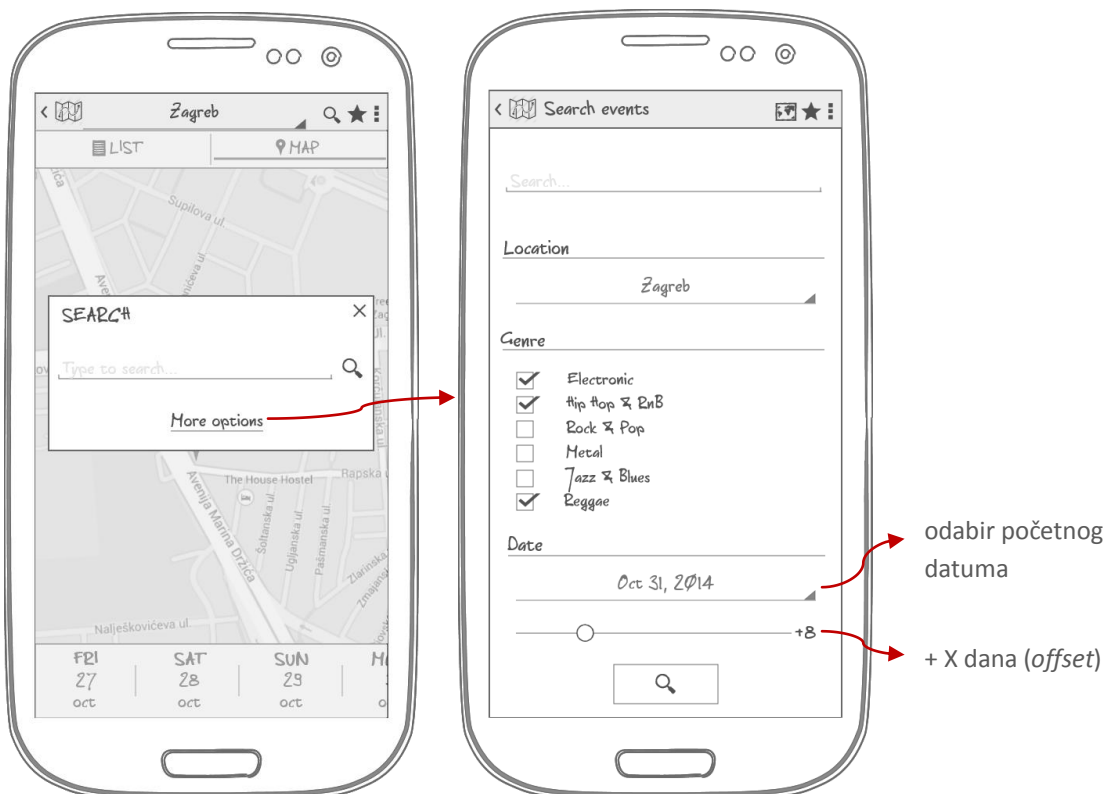 Zagreb
LIST
MAP
Supilova ul
SEARCH
Type to search...
More options
The House Hostel
Rapska u
Avenija Marina Držića
Šoltanska ul
Ugljanska ul
Pašmanska ul
Zlarinska
Nalješkovićeva ul
FRI
27
oct
SAT
28
oct
SUN
29
oct
Search events
Search...
Location
Zagreb
Genre
Electronic
Hip Hop & RnB
Rock & Pop
Metal
Jazz & Blues
Reggae
Date
Oct 31, 2014
+8
odabir početnog
datuma
+ X dana (offset)